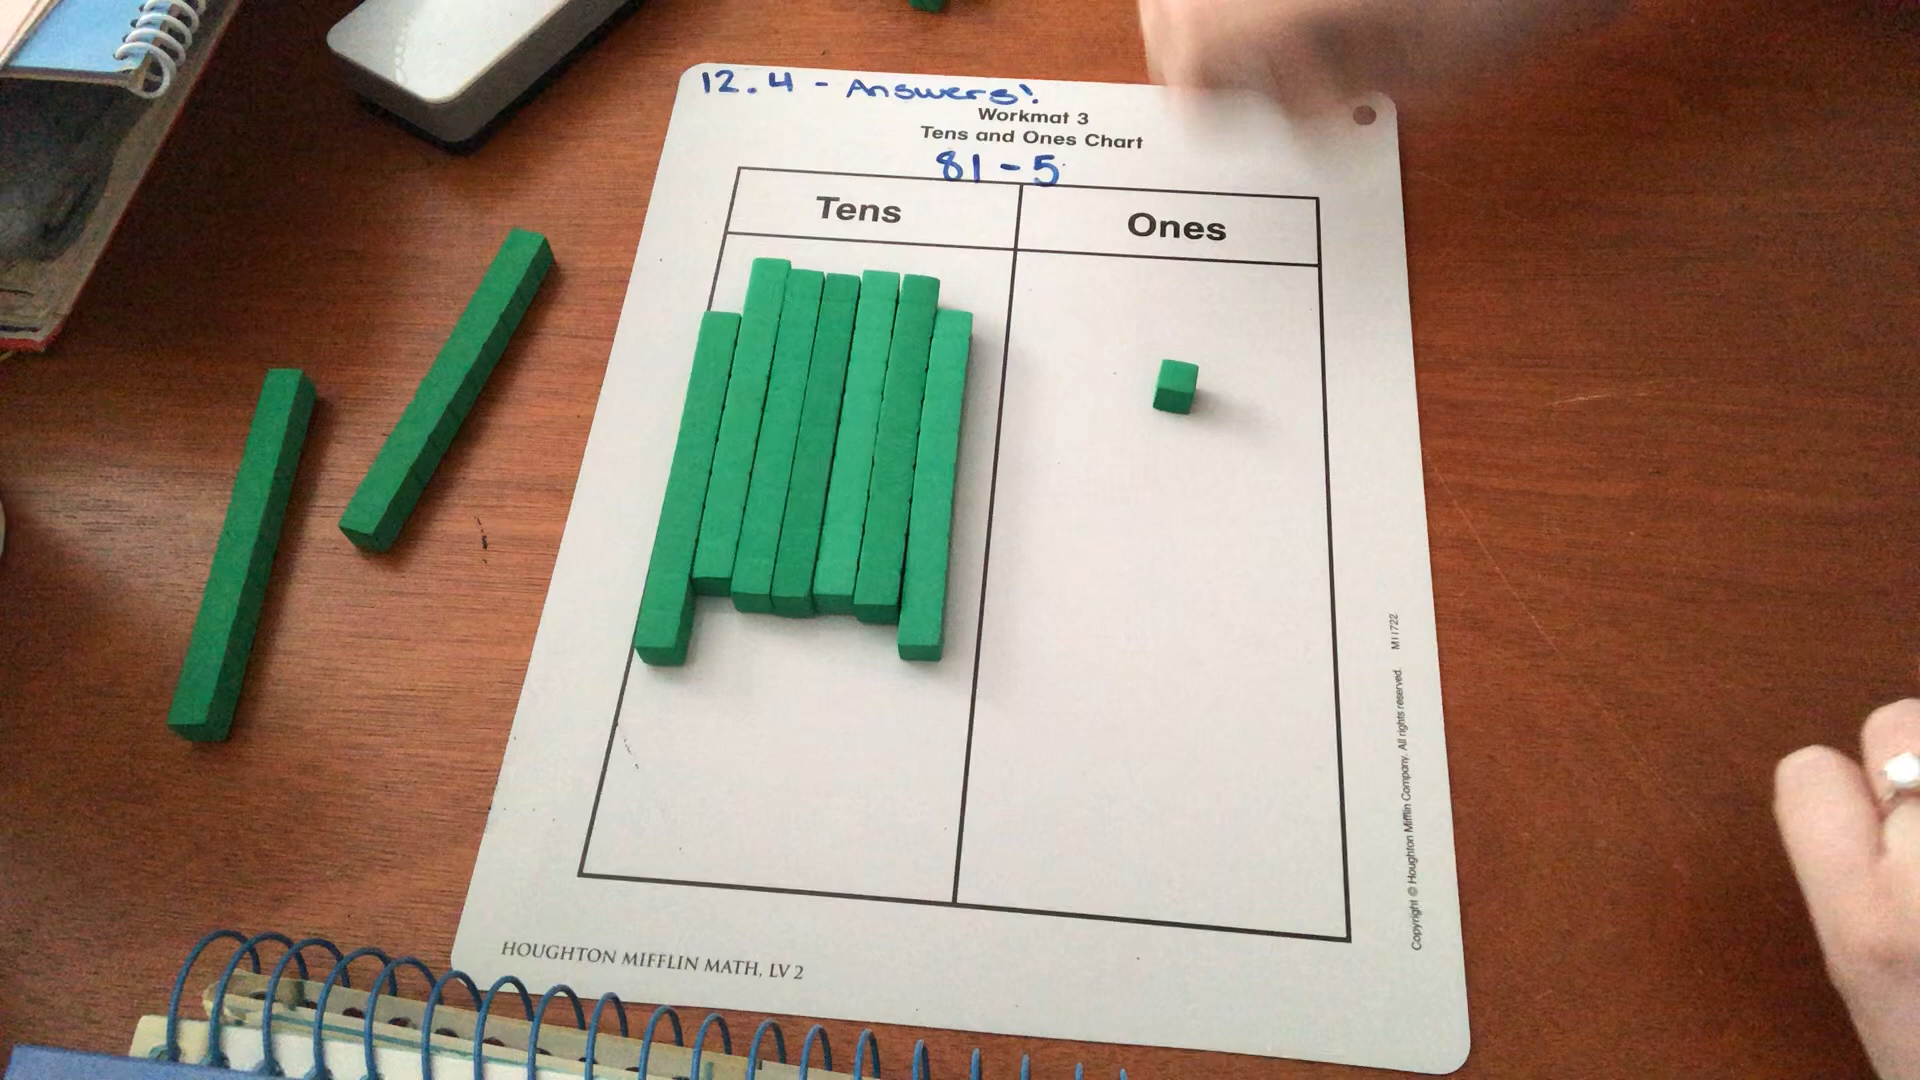 12.4 - Answers!
Workmat 3
Tens and Ones Chart
81-5
Tens
Ones
HOUGHTON MIFFLIN MATH, LV 2
Copyright © Houghton Mifflin Company. All rights reserved. M11722